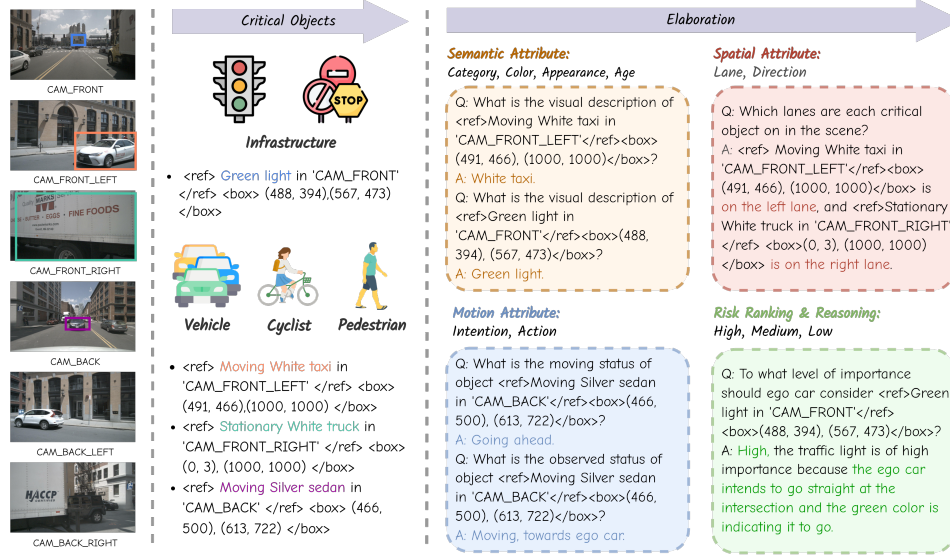 Critical Objects
Elaboration
CAM_FRONT
CAM_FRONT_LEFT
MARKS
BUTTER - EGGS - FINE FOODS
CAM_FRONT_RIGHT
CAM_BACK
CAM_BACK_LEFT
HACCP
CAM_BACK_RIGHT
STOP
Infrastructure
• <ref> Green light in 'CAM_FRONT'
</ref> <box> (488, 394),(567, 473)
</box>
Vehicle
Cyclist
Pedestrian
• <ref> Moving White taxi in
'CAM_FRONT_LEFT' </ref> <box>
(491, 466),(1000, 1000) </box>
• <ref> Stationary White truck in
'CAM_FRONT_RIGHT' </ref> <box>
(0, 3), (1000, 1000) </box>
• <ref> Moving Silver sedan in
'CAM_BACK' </ref> <box> (466,
500), (613, 722) </box>
Semantic Attribute:
Category, Color, Appearance, Age
Q: What is the visual description of
<ref>Moving White taxi in
'CAM_FRONT_LEFT'</ref><box>
(491, 466), (1000, 1000)</box>?
A: White taxi.
Q: What is the visual description of
<ref>Green light in
'CAM_FRONT'</ref><box>(488,
394), (567, 473)</box>?
A: Green light.
Spatial Attribute:
Lane, Direction
Q: Which lanes are each critical
object on in the scene?
A: <ref> Moving White taxi in
'CAM_FRONT_LEFT'</ref><box>
(491, 466), (1000, 1000)</box> is
on the left lane, and <ref>Stationary
White truck in 'CAM_FRONT_RIGHT'
</ref> <box>(0, 3), (1000, 1000)
</box> is on the right lane.
Motion Attribute:
Intention, Action
Q: What is the moving status of
object <ref>Moving Silver sedan
in 'CAM_BACK'</ref><box>(466,
500), (613, 722)</box>?
A: Going ahead.
Q: What is the observed status of
object <ref>Moving Silver sedan
in 'CAM_BACK'</ref><box>(466,
500), (613, 722)</box>?
A: Moving, towards ego car.
Risk Ranking & Reasoning:
High, Medium, Low
Q: To what level of importance
should ego car consider <ref>Green
light in 'CAM_FRONT'</ref>
<box>(488, 394), (567, 473)</box>?
A: High, the traffic light is of high
importance because the ego car
intends to go straight at the
intersection and the green color is
indicating it to go.